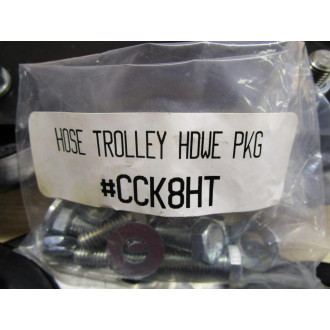 HOSE TROLLEY HDWE PKG
#CCK8HT